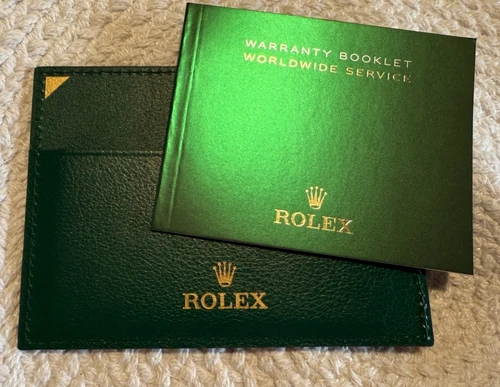 WARRANTY BOOKLET
WORLDWIDE SERVICE
ROLEX
ROLEX